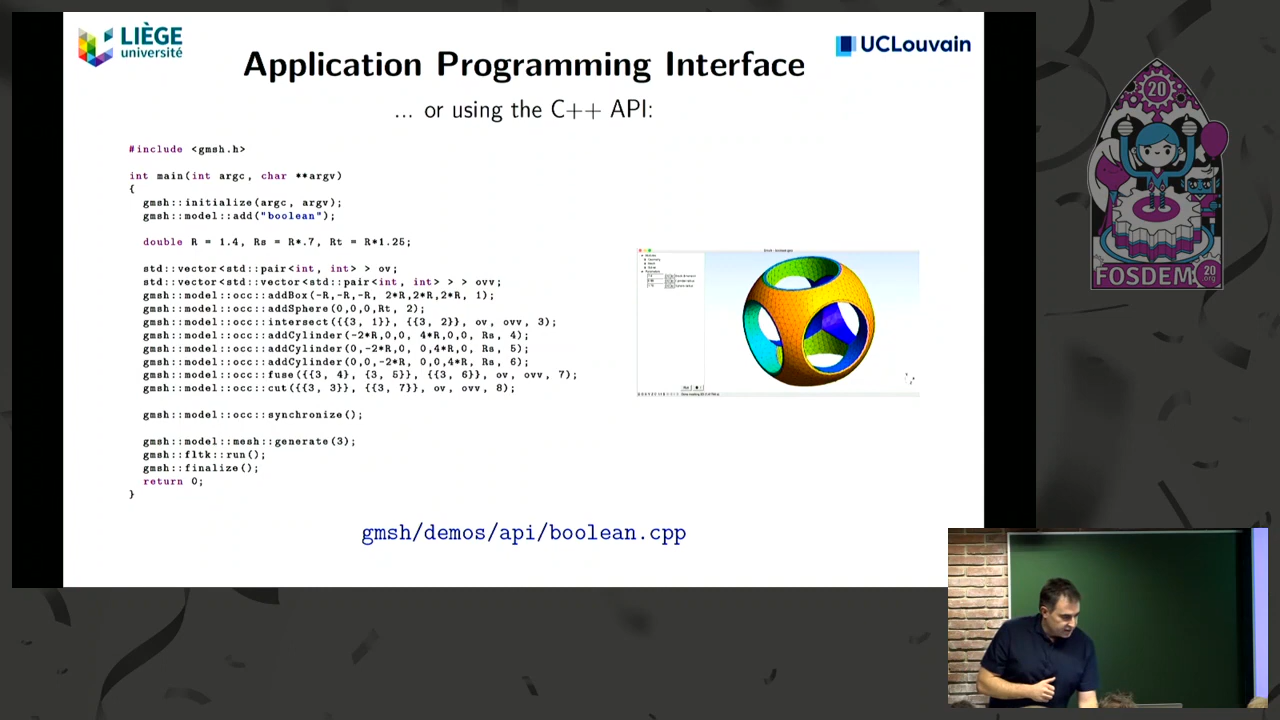 LIÈGE
université
Application Programming Interface
UCLouvain
... or using the C++ API:
#include <gmsh.h>
int main(int argc, char **argv)
{
gmsh::initialize(argc, argv);
gmsh::model::add("boolean");
double R = 1.4, Rs = R*.7, Rt = R*1.25;
std::vector<std::pair<int, int> > ov;
std::vector<std::vector<std::pair<int, int> > > ovv;
gmsh::model::occ::addBox(-R,-R,-R, 2*R,2*R,2*R, 1);
gmsh::model::occ::addSphere(0,0,0,Rt, 2);
gmsh::model::occ::intersect({{3, 1}}, {{3, 2}}, ov, ovv, 3);
gmsh::model::occ::addCylinder(-2*R,0,0, 4*R,0,0, Rs, 4);
gmsh::model::occ::addCylinder(0,-2*R,0, 0,4*R,0, Rs, 5);
gmsh::model::occ::addCylinder(0,0,-2*R, 0,0,4*R, Rs, 6);
gmsh::model::occ::fuse({{3, 4}, {3, 5}}, {{3, 6}}, ov, ovv, 7);
gmsh::model::occ::cut({{3, 3}}, {{3, 7}}, ov, ovv, 8);
gmsh::model::occ::synchronize();
gmsh::model::mesh::generate(3);
gmsh::fltk::run();
gmsh::finalize();
return 0;
}
gmsh/demos/api/boolean.cpp
20
FOSDEM
20
.org